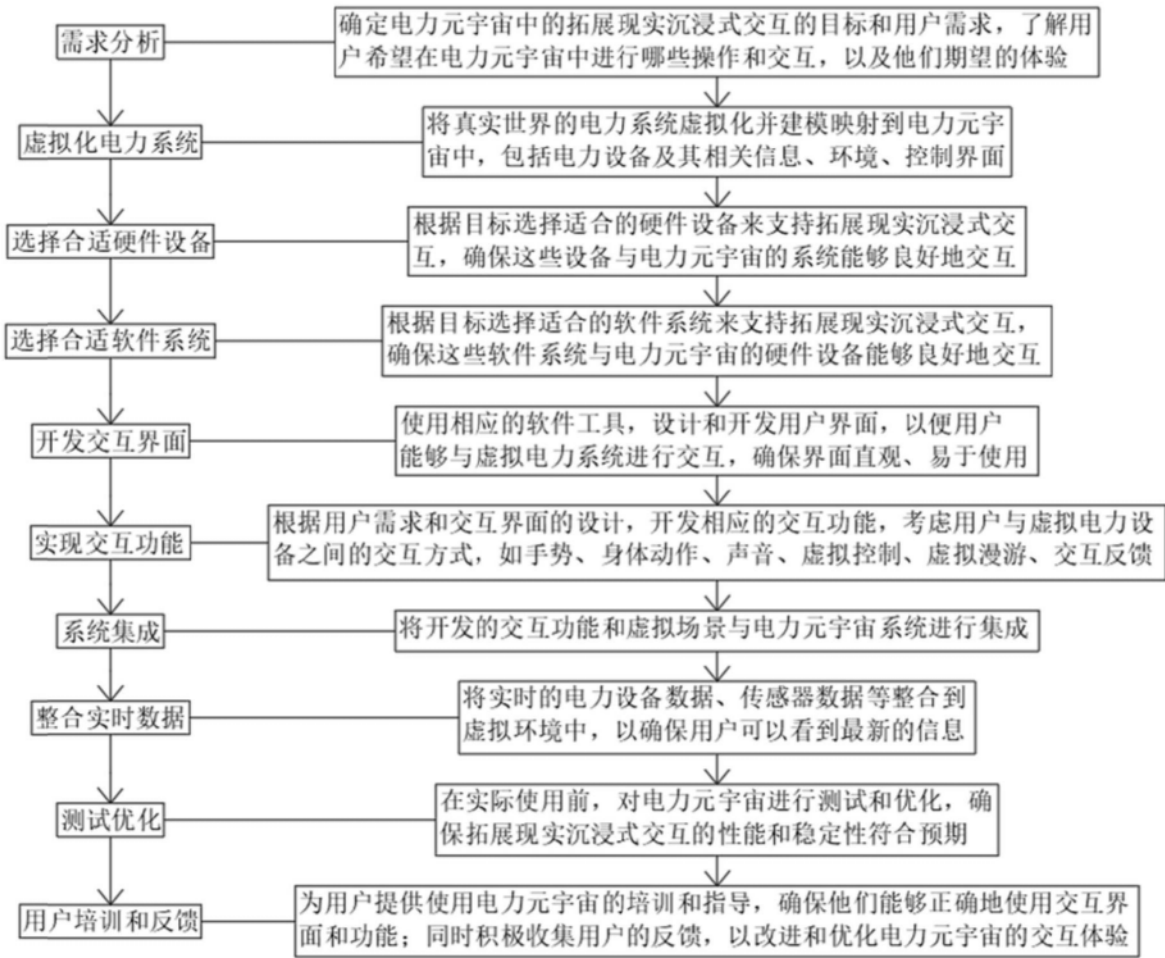 需求分析
确定电力元宇宙中的拓展现实沉浸式交互的目标和用户需求，了解用
户希望在电力元宇宙中进行哪些操作和交互，以及他们期望的体验
虚拟化电力系统
将真实世界的电力系统虚拟化并建模映射到电力元宇
宙中，包括电力设备及其相关信息、环境、控制界面
选择合适硬件设备
根据目标选择适合的硬件设备来支持拓展现实沉浸式交
互，确保这些设备与电力元宇宙的系统能够良好地交互
选择合适软件系统
根据目标选择适合的软件系统来支持拓展现实沉浸式交互，
确保这些软件系统与电力元宇宙的硬件设备能够良好地交互
开发交互界面
使用相应的软件工具，设计和开发用户界面，以便用户
能够与虚拟电力系统进行交互，确保界面直观、易于使用
实现交互功能
根据用户需求和交互界面的设计，开发相应的交互功能，考虑用户与虚拟电力设
备之间的交互方式，如手势、身体动作、声音、虚拟控制、虚拟漫游、交互反馈
系统集成
将开发的交互功能和虚拟场景与电力元宇宙系统进行集成
整合实时数据
将实时的电力设备数据、传感器数据等整合到
虚拟环境中，以确保用户可以看到最新的信息
测试优化
在实际使用前，对电力元宇宙进行测试和优化，确
保拓展现实沉浸式交互的性能和稳定性符合预期
用户培训和反馈
为用户提供使用电力元宇宙的培训和指导，确保他们能够正确地使用交互界
面和功能；同时积极收集用户的反馈，以改进和优化电力元宇宙的交互体验